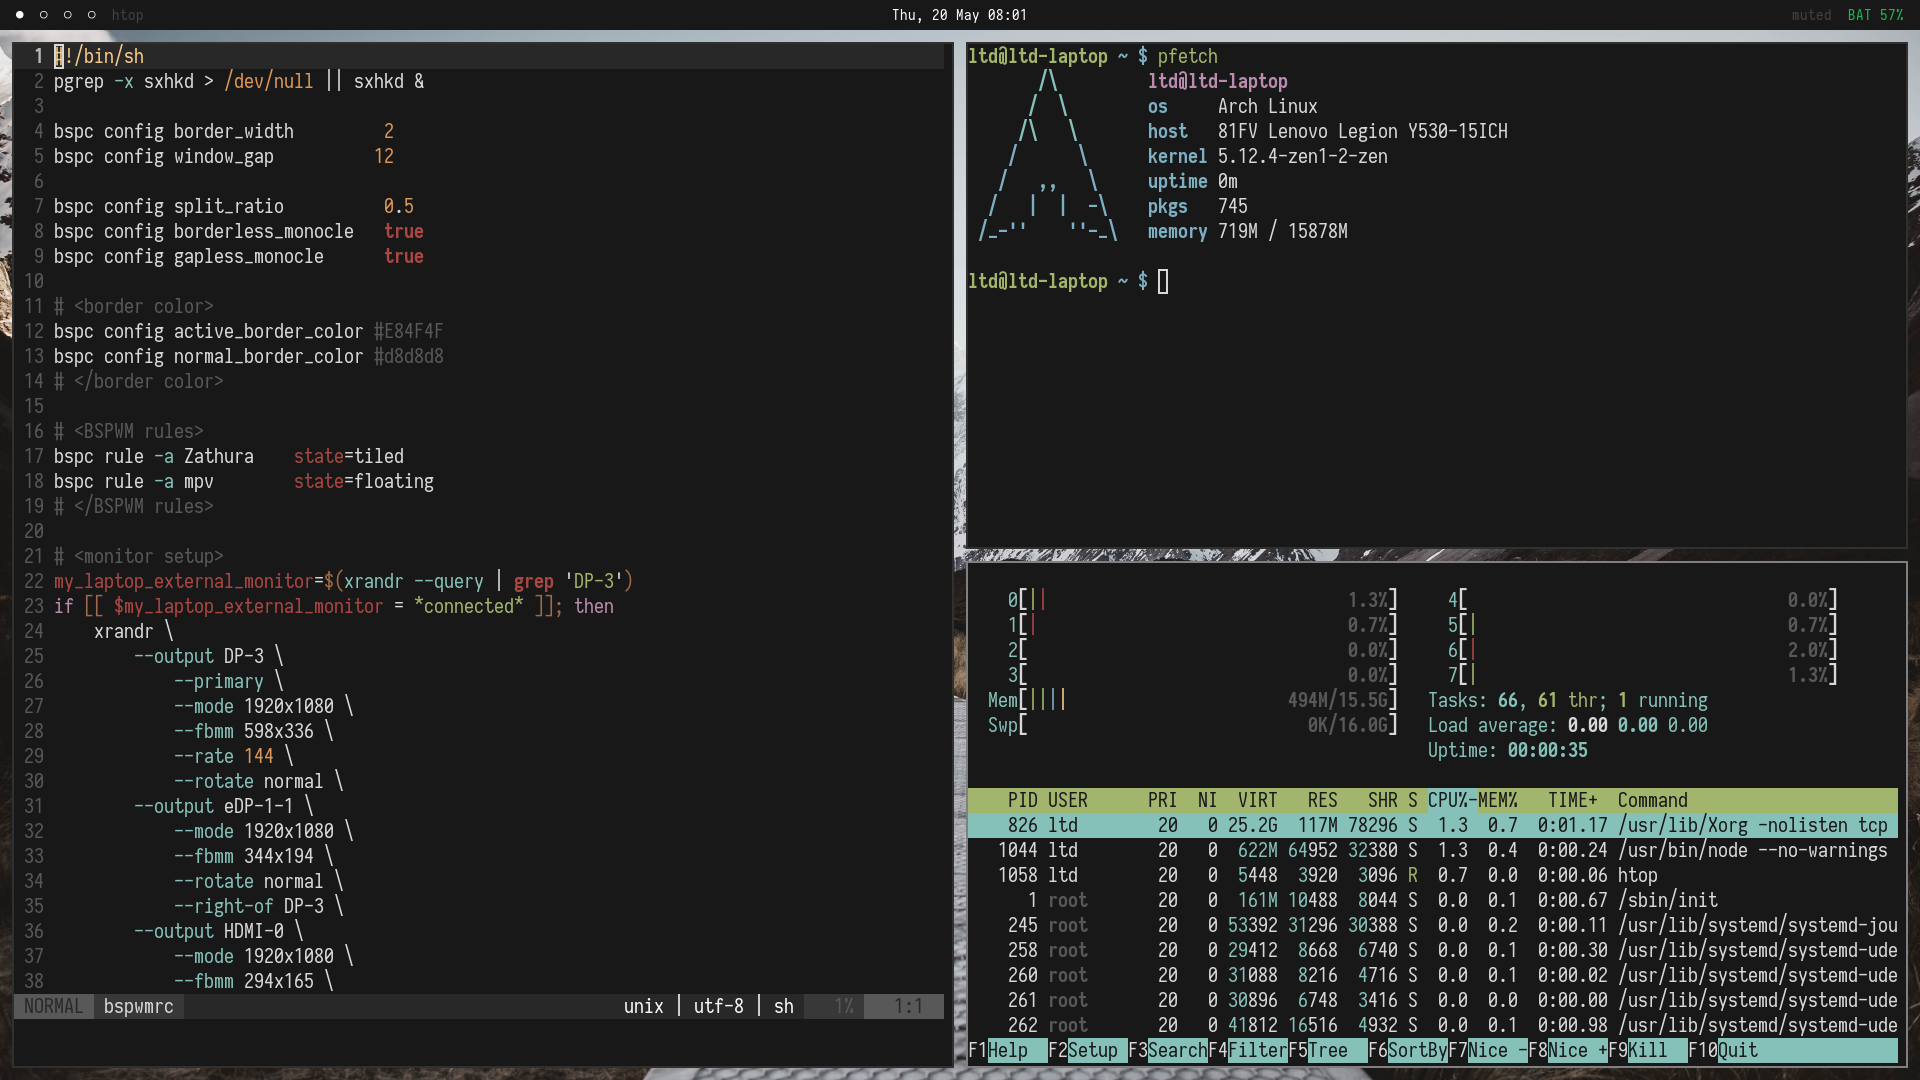 htop
Thu, 20 May 08:01
muted BAT 57%
1 #!/bin/sh
2 pgrep -x sxhkd > /dev/null || sxhkd &
3
4 bspc config border_width 2
5 bspc config window_gap 12
6
7 bspc config split_ratio 0.5
8 bspc config borderless_monocle true
9 bspc config gapless_monocle true
10
11 # <border color>
12 bspc config active_border_color #E84F4F
13 bspc config normal_border_color #d8d8d8
14 # </border color>
15
16 # <BSPWM rules>
17 bspc rule -a Zathura state=tiled
18 bspc rule -a mpv state=floating
19 # </BSPWM rules>
20
21 # <monitor setup>
22 my_laptop_external_monitor=$(xrandr --query | grep 'DP-3')
23 if [[ $my_laptop_external_monitor = *connected* ]]; then
24 xrandr \
25 --output DP-3 \
26 --primary \
27 --mode 1920x1080 \
28 --fbmm 598x336 \
29 --rate 144 \
30 --rotate normal \
31 --output eDP-1-1 \
32 --mode 1920x1080 \
33 --fbmm 344x194 \
34 --rotate normal \
35 --right-of DP-3 \
36 --output HDMI-0 \
37 --mode 1920x1080 \
38 --fbmm 294x165 \
NORMAL bspwmrc unix | utf-8 | sh 1% 1:1
ltd@ltd-laptop ~ $ pfetch
/\ ltd@ltd-laptop
/ \ os Arch Linux
/\ \ host 81FV Lenovo Legion Y530-15ICH
/ \ kernel 5.12.4-zen1-2-zen
/ ,, \ uptime 0m
/ | | -\ pkgs 745
/_-'' ''-_\ memory 719M / 15878M
ltd@ltd-laptop ~ $
0[|| 1.3%] 4[ 0.0%]
1[| 0.7%] 5[| 0.7%]
2[ 0.0%] 6[| 2.0%]
3[ 0.0%] 7[| 1.3%]
Mem[|||| 494M/15.5G] Tasks: 66, 61 thr; 1 running
Swp[ 0K/16.0G] Load average: 0.00 0.00 0.00
Uptime: 00:00:35
PID USER PRI NI VIRT RES SHR S CPU%-MEM% TIME+ Command
826 ltd 20 0 25.2G 117M 78296 S 1.3 0.7 0:01.17 /usr/lib/Xorg -nolisten tcp
1044 ltd 20 0 622M 64952 32380 S 1.3 0.4 0:00.24 /usr/bin/node --no-warnings
1058 ltd 20 0 5448 3920 3096 R 0.7 0.0 0:00.06 htop
1 root 20 0 161M 10488 8044 S 0.0 0.1 0:00.67 /sbin/init
245 root 20 0 53392 31296 30388 S 0.0 0.2 0:00.11 /usr/lib/systemd/systemd-jou
258 root 20 0 29412 8668 6740 S 0.0 0.1 0:00.30 /usr/lib/systemd/systemd-ude
260 root 20 0 31088 8216 4716 S 0.0 0.1 0:00.02 /usr/lib/systemd/systemd-ude
261 root 20 0 30896 6748 3416 S 0.0 0.0 0:00.00 /usr/lib/systemd/systemd-ude
262 root 20 0 41812 16516 4932 S 0.0 0.1 0:00.98 /usr/lib/systemd/systemd-ude
F1Help F2Setup F3SearchF4FilterF5Tree F6SortByF7Nice -F8Nice +F9Kill F10Quit